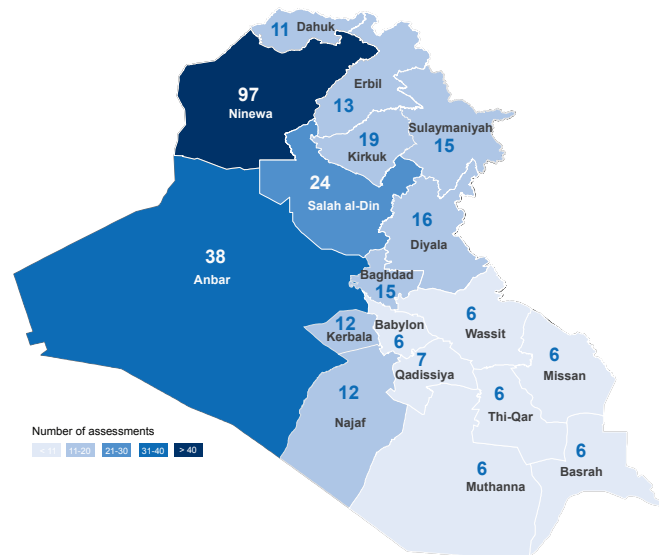 11 Dahuk
97
Ninewa
Erbil
13
Sulaymaniyah
15
19
Kirkuk
24
Salah al-Din
16
Diyala
38
Anbar
Baghdad
15
12
Kerbala
Babylon
6
6
Wassit
7
Qadissiya
6
Missan
12
Najaf
6
Thi-Qar
6
Basrah
6
Muthanna
Number of assessments
< 11 11-20 21-30 31-40 > 40